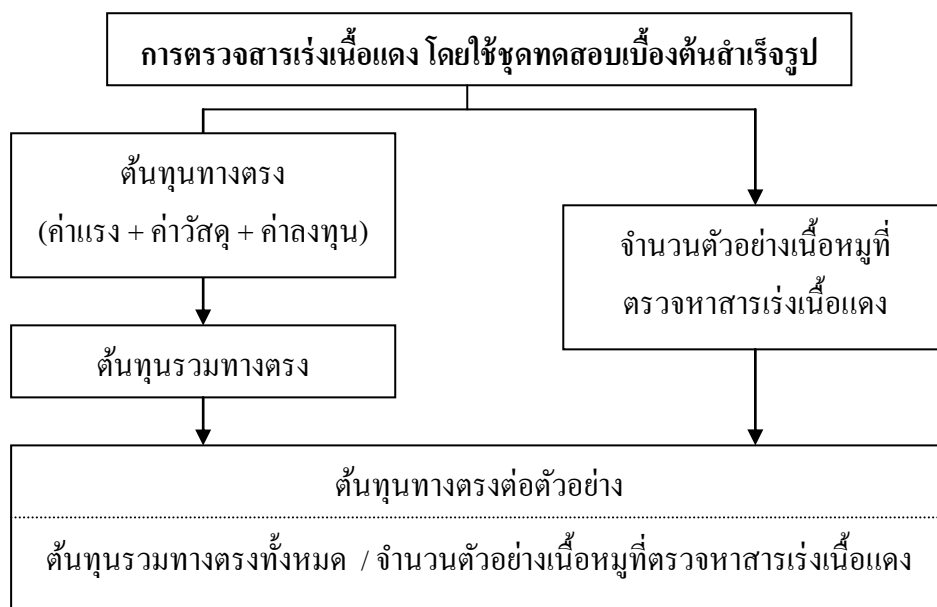 การตรวจสารเร่งเนื้อแดง โดยใช้ชุดทดสอบเบื้องต้นสำเร็จรูป
ต้นทุนทางตรง
(ค่าแรง + ค่าวัสดุ + ค่าลงทุน)
จำนวนตัวอย่างเนื้อหมูที่
ตรวจหาสารเร่งเนื้อแดง
ต้นทุนรวมทางตรง
ต้นทุนทางตรงต่อตัวอย่าง
ต้นทุนรวมทางตรงทั้งหมด / จำนวนตัวอย่างเนื้อหมูที่ตรวจหาสารเร่งเนื้อแดง